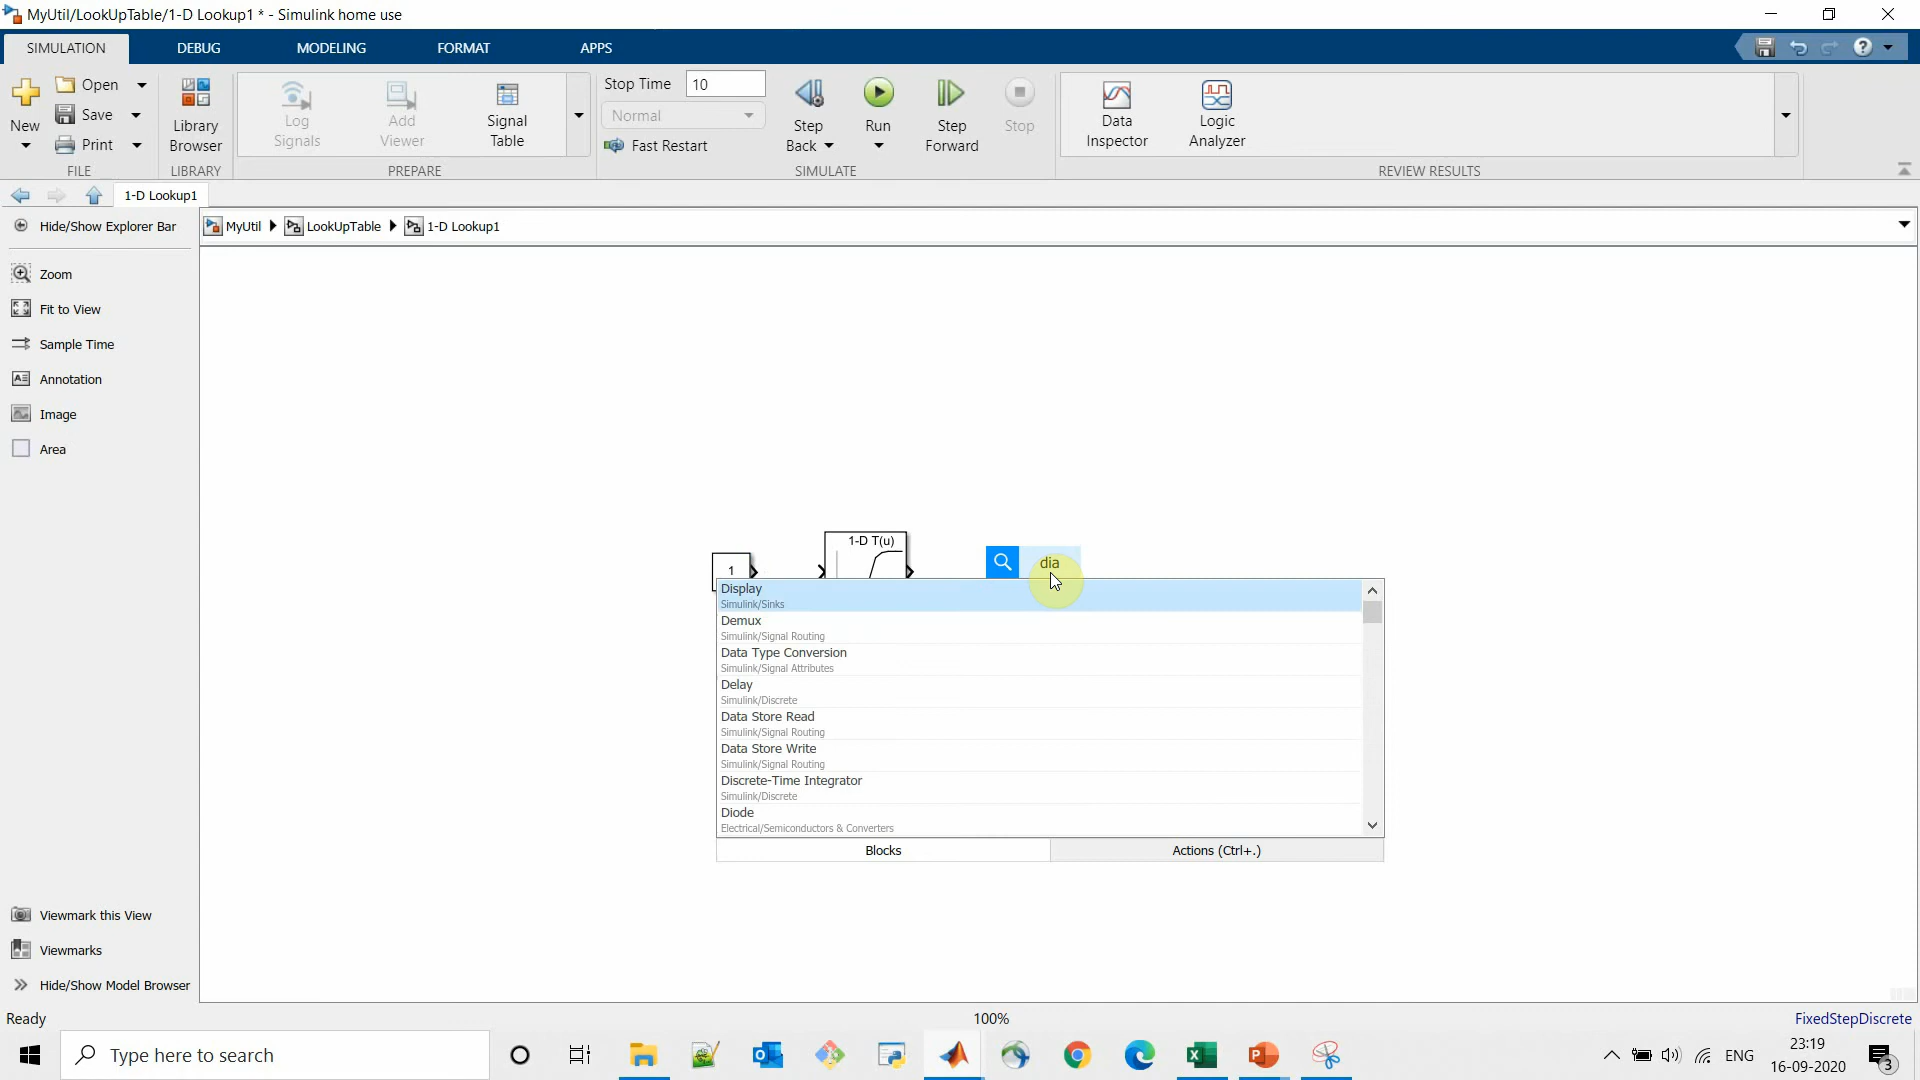 MyUtil/LookUpTable/1-D Lookup1 * - Simulink home use
SIMULATION
DEBUG
MODELING
FORMAT
APPS
New
Open
Save
Print
FILE
Library
Browser
LIBRARY
Log
Signals
Add
Viewer
Signal
Table
PREPARE
Stop Time 10
Normal
Fast Restart
Step
Back
Run
Step
Forward
Stop
SIMULATE
Data
Inspector
Logic
Analyzer
REVIEW RESULTS
1-D Lookup1
Hide/Show Explorer Bar
MyUtil
LookUpTable
1-D Lookup1
Zoom
Fit to View
Sample Time
Annotation
Image
Area
1
1-D T(u)
dia
Display
Simulink/Sinks
Demux
Simulink/Signal Routing
Data Type Conversion
Simulink/Signal Attributes
Delay
Simulink/Discrete
Data Store Read
Simulink/Signal Routing
Data Store Write
Simulink/Signal Routing
Discrete-Time Integrator
Simulink/Discrete
Diode
Electrical/Semiconductors & Converters
Blocks
Actions (Ctrl+.)
Viewmark this View
Viewmarks
Hide/Show Model Browser
Ready
100%
FixedStepDiscrete
Type here to search
ENG
23:19
16-09-2020
3